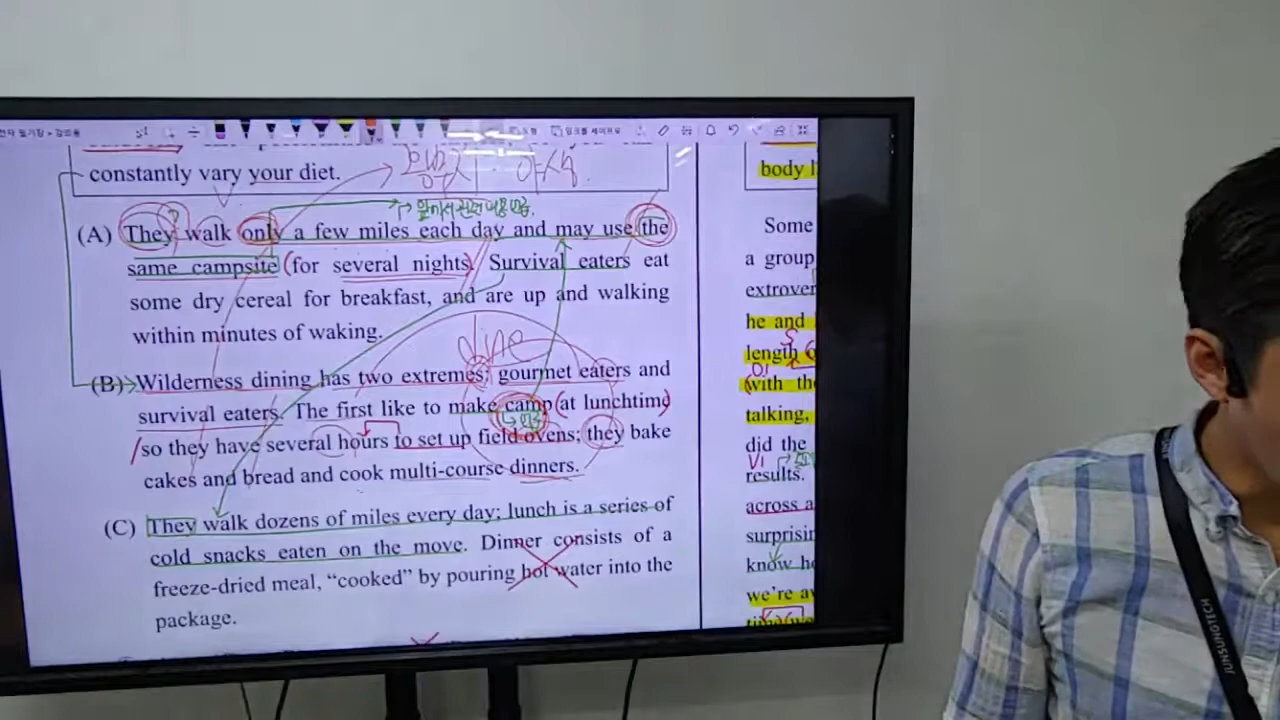 constantly vary your diet.
(A) They walk only a few miles each day and may use the
same campsite (for several nights). Survival eaters eat
some dry cereal for breakfast, and are up and walking
within minutes of waking.
dine
(B) Wilderness dining has two extremes; gourmet eaters and
survival eaters. The first like to make camp (at lunchtime)
/so they have several hours to set up field ovens; they bake
cakes and bread and cook multi-course dinners.
(C) They walk dozens of miles every day; lunch is a series of
cold snacks eaten on the move. Dinner consists of a
freeze-dried meal, “cooked” by pouring hot water into the
package.
body l
Some
a group
extrover
he and
length
S
O1
(with th
talking,
did the
V1
results.
across a
surprisin
know h
we're a
JUNSUNGTECH